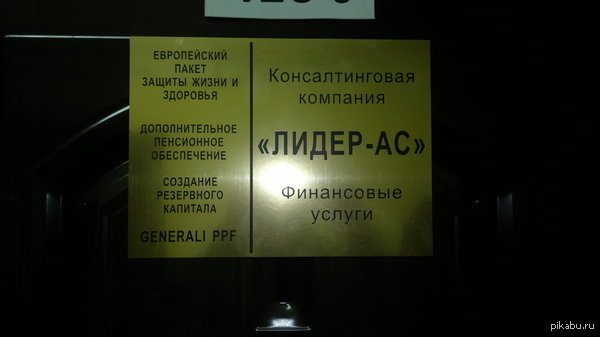 ЕВРОПЕЙСКИЙ
ПАКЕТ
ЗАЩИТЫ ЖИЗНИ И
ЗДОРОВЬЯ
ДОПОЛНИТЕЛЬНОЕ
ПЕНСИОННОЕ
ОБЕСПЕЧЕНИЕ
СОЗДАНИЕ
РЕЗЕРВНОГО
КАПИТАЛА
GENERALI PPF
Консалтинговая
компания
«ЛИДЕР-АС»
Финансовые
услуги
pikabu.ru